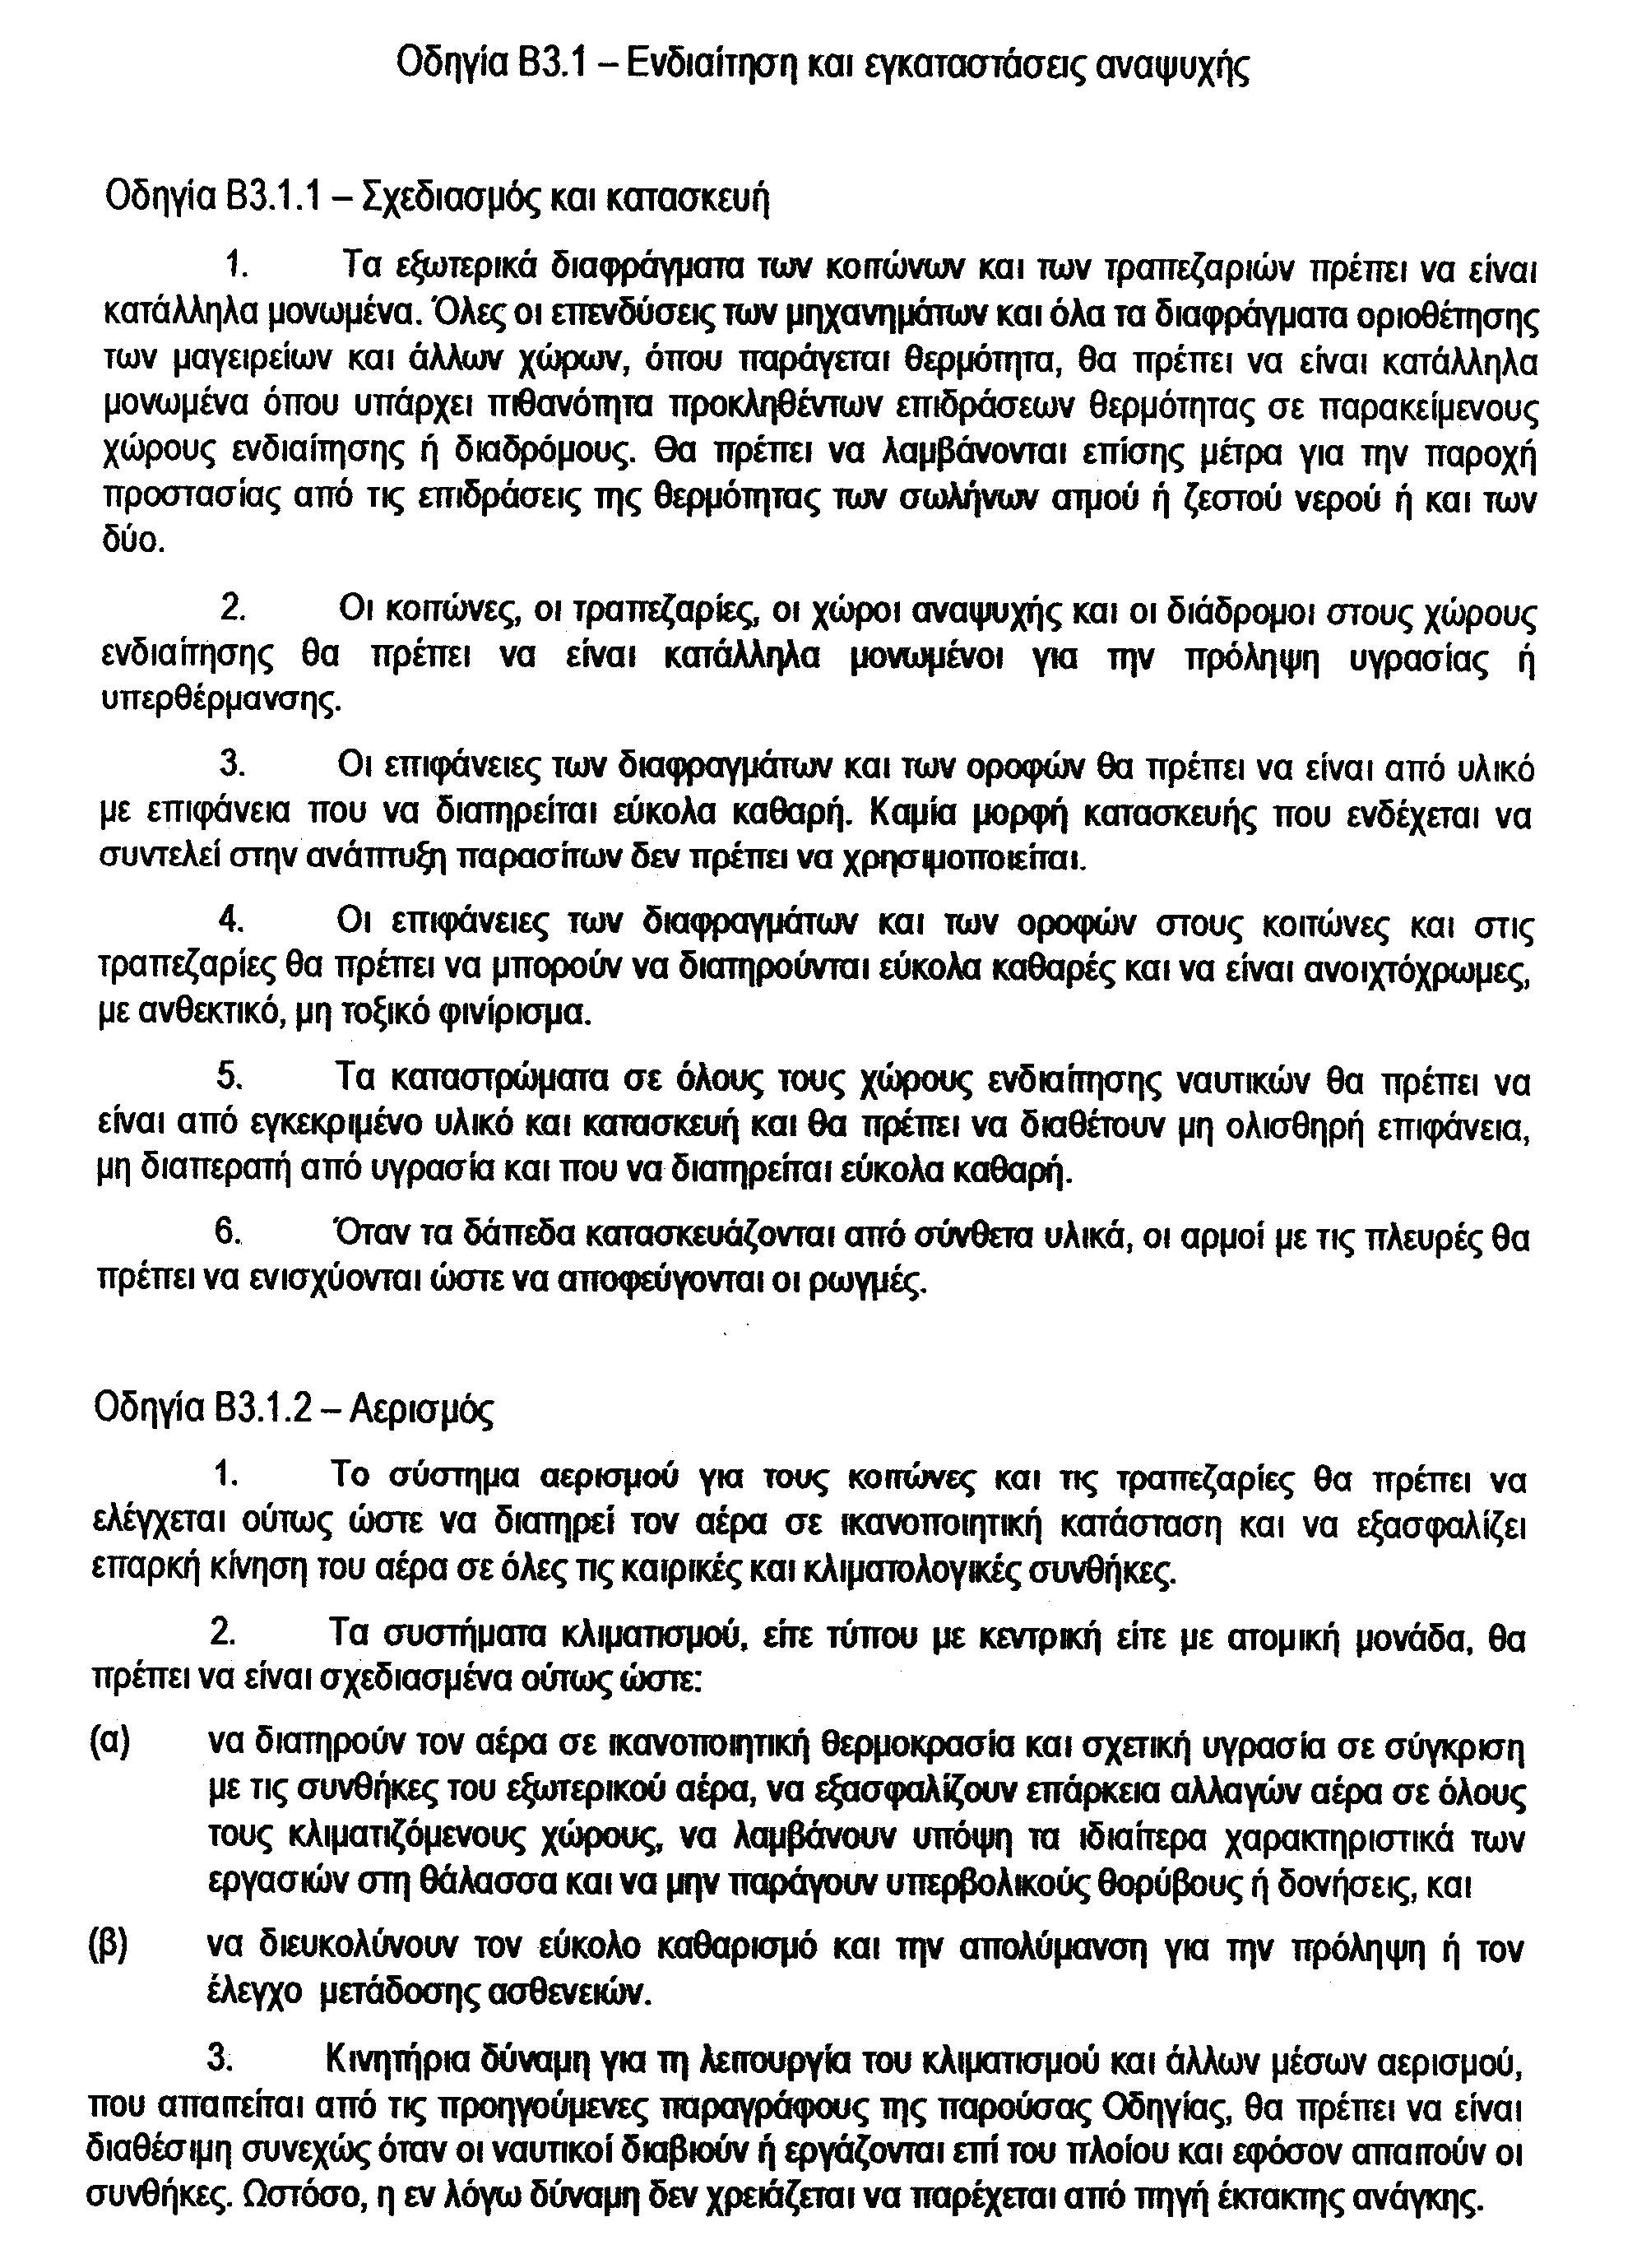 Οδηγία Β3.1 – Ενδιαίτηση και εγκαταστάσεις αναψυχής
Οδηγία Β3.1.1 – Σχεδιασμός και κατασκευή
1. Τα εξωτερικά διαφράγματα των κοιτώνων και των τραπεζαριών πρέπει να είναι
κατάλληλα μονωμένα. Όλες οι επενδύσεις των μηχανημάτων και όλα τα διαφράγματα οριοθέτησης
των μαγειρείων και άλλων χώρων, όπου παράγεται θερμότητα, θα πρέπει να είναι κατάλληλα
μονωμένα όπου υπάρχει πιθανότητα προκληθέντων επιδράσεων θερμότητας σε παρακείμενους
χώρους ενδιαίτησης ή διαδρόμους. Θα πρέπει να λαμβάνονται επίσης μέτρα για την παροχή
προστασίας από τις επιδράσεις της θερμότητας των σωλήνων ατμού ή ζεστού νερού ή και των
δύο.
2. Οι κοιτώνες, οι τραπεζαρίες, οι χώροι αναψυχής και οι διάδρομοι στους χώρους
ενδιαίτησης θα πρέπει να είναι κατάλληλα μονωμένοι για την πρόληψη υγρασίας ή
υπερθέρμανσης.
3. Οι επιφάνειες των διαφραγμάτων και των οροφών θα πρέπει να είναι από υλικό
με επιφάνεια που να διατηρείται εύκολα καθαρή. Καμία μορφή κατασκευής που ενδέχεται να
συντελεί στην ανάπτυξη παρασίτων δεν πρέπει να χρησιμοποιείται.
4. Οι επιφάνειες των διαφραγμάτων και των οροφών στους κοιτώνες και στις
τραπεζαρίες θα πρέπει να μπορούν να διατηρούνται εύκολα καθαρές και να είναι ανοιχτόχρωμες,
με ανθεκτικό, μη τοξικό φινίρισμα.
5. Τα καταστρώματα σε όλους τους χώρους ενδιαίτησης ναυτικών θα πρέπει να
είναι από εγκεκριμένο υλικό και κατασκευή και θα πρέπει να διαθέτουν μη ολισθηρή επιφάνεια,
μη διαπερατή από υγρασία και που να διατηρείται εύκολα καθαρή.
6. Όταν τα δάπεδα κατασκευάζονται από σύνθετα υλικά, οι αρμοί με τις πλευρές θα
πρέπει να ενισχύονται ώστε να αποφεύγονται οι ρωγμές.
Οδηγία Β3.1.2 – Αερισμός
1. Το σύστημα αερισμού για τους κοιτώνες και τις τραπεζαρίες θα πρέπει να
ελέγχεται ούτως ώστε να διατηρεί τον αέρα σε ικανοποιητική κατάσταση και να εξασφαλίζει
επαρκή κίνηση του αέρα σε όλες τις καιρικές και κλιματολογικές συνθήκες.
2. Τα συστήματα κλιματισμού, είτε τύπου με κεντρική είτε με ατομική μονάδα, θα
πρέπει να είναι σχεδιασμένα ούτως ώστε:
(α) να διατηρούν τον αέρα σε ικανοποιητική θερμοκρασία και σχετική υγρασία σε σύγκριση
με τις συνθήκες του εξωτερικού αέρα, να εξασφαλίζουν επάρκεια αλλαγών αέρα σε όλους
τους κλιματιζόμενους χώρους, να λαμβάνουν υπόψη τα ιδιαίτερα χαρακτηριστικά των
εργασιών στη θάλασσα και να μην παράγουν υπερβολικούς θορύβους ή δονήσεις, και
(β) να διευκολύνουν τον εύκολο καθαρισμό και την απολύμανση για την πρόληψη ή τον
έλεγχο μετάδοσης ασθενειών.
3. Κινητήρια δύναμη για τη λειτουργία του κλιματισμού και άλλων μέσων αερισμού,
που απαιτείται από τις προηγούμενες παραγράφους της παρούσας Οδηγίας, θα πρέπει να είναι
διαθέσιμη συνεχώς όταν οι ναυτικοί διαβιούν ή εργάζονται επί του πλοίου και εφόσον απαιτούν οι
συνθήκες. Ωστόσο, η εν λόγω δύναμη δεν χρειάζεται να παρέχεται από πηγή έκτακτης ανάγκης.